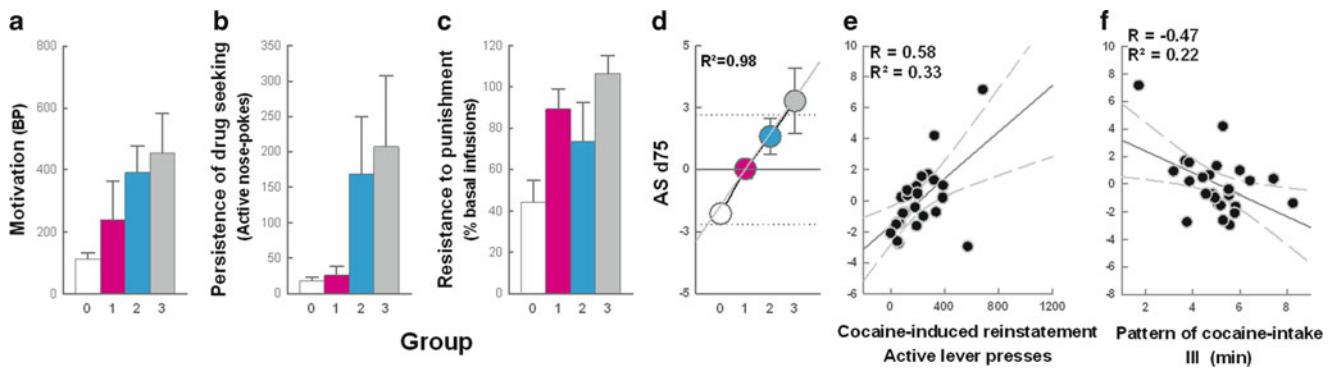 a
Motivation (BP)
800
600
400
200
0
0 1 2 3
b
Persistence of drug seeking
(Active nose-pokes)
350
300
250
200
150
100
50
0
0 1 2 3
c
Resistance to punishment
(% basal infusions)
120
100
80
60
40
20
0
0 1 2 3
Group
d
AS d75
R²=0.98
5
3
0
-3
-5
0 1 2 3
e
R = 0.58
R² = 0.33
10
8
6
4
2
0
-2
-4
-6
0 400 800 1200
Cocaine-induced reinstatement
Active lever presses
f
R = -0.47
R² = 0.22
10
8
6
4
2
0
-2
-4
-6
2 4 6 8
Pattern of cocaine-intake
III (min)